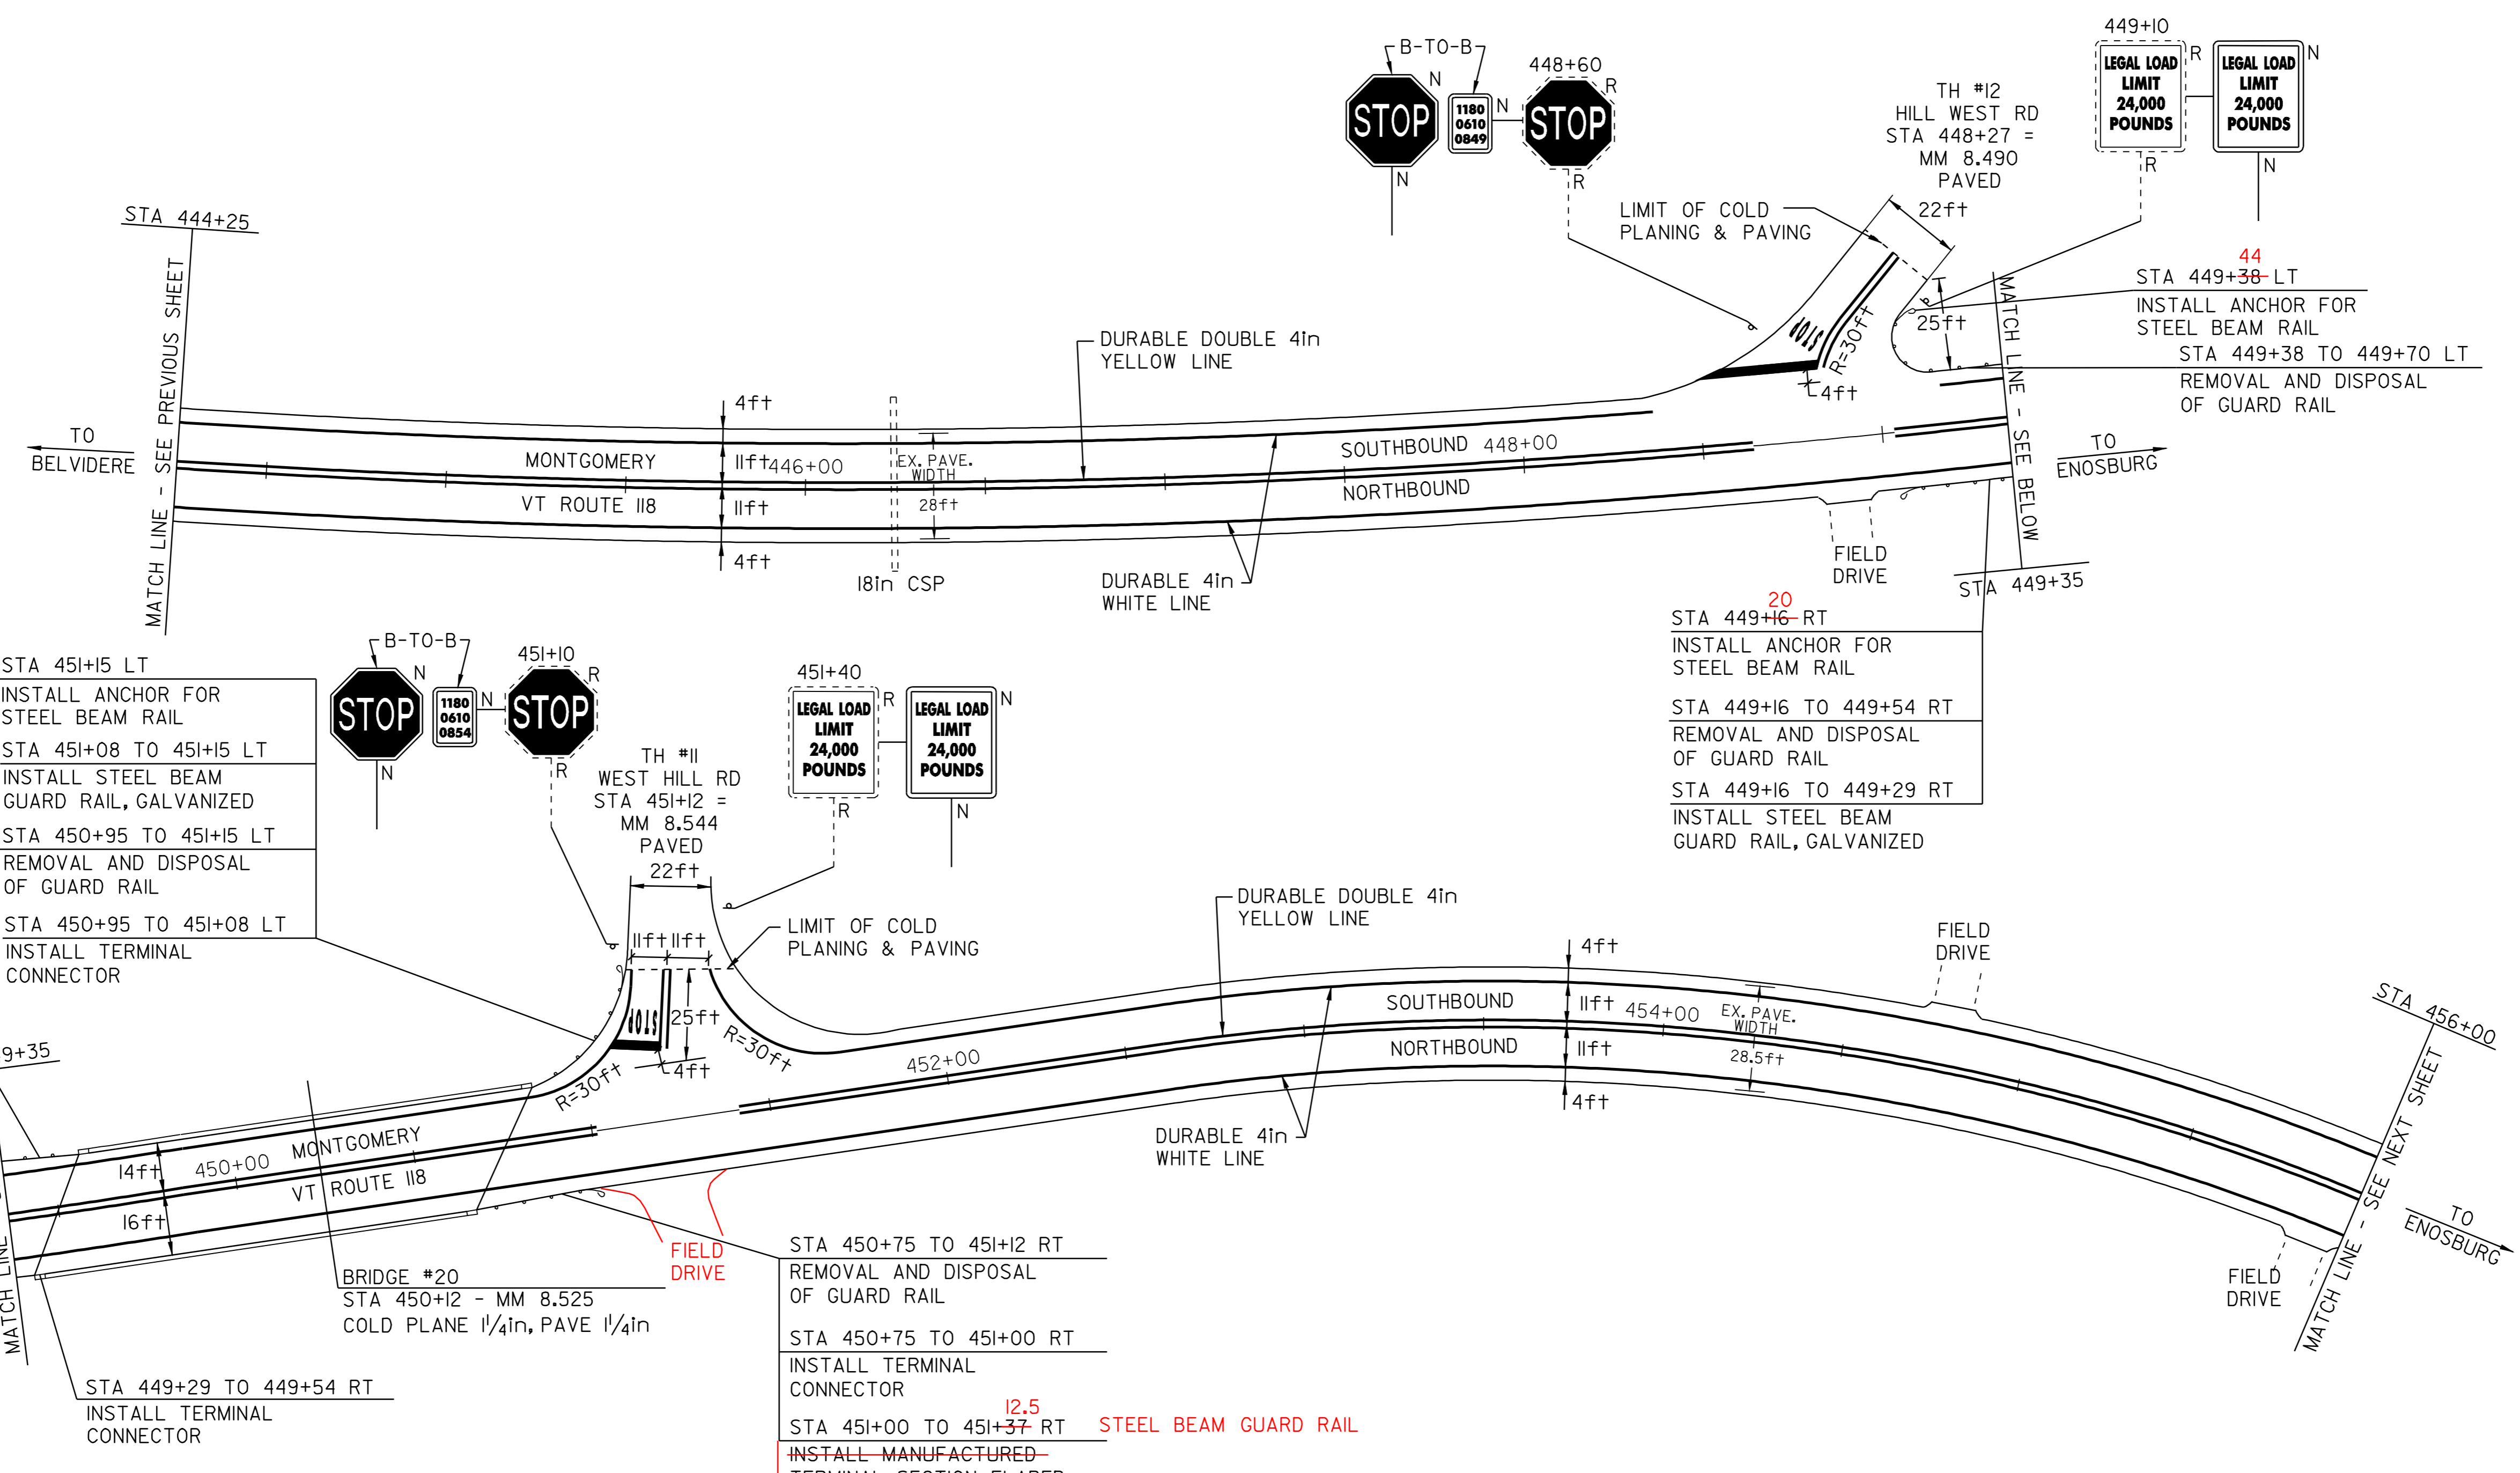 449+10
LEGAL LOAD
LIMIT
24,000
POUNDS
R
R
LEGAL LOAD
LIMIT
24,000
POUNDS
N
N
B-TO-B
STOP
N
N
1180
0610
0849
N
448+60
STOP
R
R
TH #12
HILL WEST RD
STA 448+27 =
MM 8.490
PAVED
LIMIT OF COLD
PLANING & PAVING
22ft
STA 444+25
MATCH LINE - SEE PREVIOUS SHEET
44
STA 449+38 LT
INSTALL ANCHOR FOR
STEEL BEAM RAIL
STA 449+38 TO 449+70 LT
REMOVAL AND DISPOSAL
OF GUARD RAIL
25ft
STOP
R=30ft
4ft
MATCH LINE - SEE BELOW
STA 449+35
DURABLE DOUBLE 4in
YELLOW LINE
4ft
TO
BELVIDERE
MONTGOMERY
11ft
446+00
EX. PAVE.
WIDTH
28ft
SOUTHBOUND
448+00
NORTHBOUND
TO
ENOSBURG
VT ROUTE 118
11ft
4ft
18in CSP
DURABLE 4in
WHITE LINE
FIELD
DRIVE
20
STA 449+16 RT
INSTALL ANCHOR FOR
STEEL BEAM RAIL
STA 449+16 TO 449+54 RT
REMOVAL AND DISPOSAL
OF GUARD RAIL
STA 449+16 TO 449+29 RT
INSTALL STEEL BEAM
GUARD RAIL, GALVANIZED
STA 451+15 LT
INSTALL ANCHOR FOR
STEEL BEAM RAIL
STA 451+08 TO 451+15 LT
INSTALL STEEL BEAM
GUARD RAIL, GALVANIZED
STA 450+95 TO 451+15 LT
REMOVAL AND DISPOSAL
OF GUARD RAIL
STA 450+95 TO 451+08 LT
INSTALL TERMINAL
CONNECTOR
B-TO-B
STOP
N
N
1180
0610
0854
N
451+10
STOP
R
R
TH #11
WEST HILL RD
STA 451+12 =
MM 8.544
PAVED
22ft
451+40
LEGAL LOAD
LIMIT
24,000
POUNDS
R
R
LEGAL LOAD
LIMIT
24,000
POUNDS
N
N
LIMIT OF COLD
PLANING & PAVING
11ft
11ft
STOP
25ft
R=30ft
4ft
R=30ft
DURABLE DOUBLE 4in
YELLOW LINE
FIELD
DRIVE
4ft
SOUTHBOUND
11ft
454+00
EX. PAVE.
WIDTH
28.5ft
NORTHBOUND
11ft
4ft
452+00
DURABLE 4in
WHITE LINE
STA 456+00
MATCH LINE - SEE NEXT SHEET
TO
ENOSBURG
FIELD
DRIVE
9+35
MATCH LINE
14ft
450+00
MONTGOMERY
VT ROUTE 118
16ft
BRIDGE #20
STA 450+12 - MM 8.525
COLD PLANE 1 1/4in, PAVE 1 1/4in
STA 449+29 TO 449+54 RT
INSTALL TERMINAL
CONNECTOR
FIELD
DRIVE
STA 450+75 TO 451+12 RT
REMOVAL AND DISPOSAL
OF GUARD RAIL
STA 450+75 TO 451+00 RT
INSTALL TERMINAL
CONNECTOR
12.5
STA 451+00 TO 451+37 RT
STEEL BEAM GUARD RAIL
INSTALL MANUFACTURED
TERMINAL SECTION FLARED